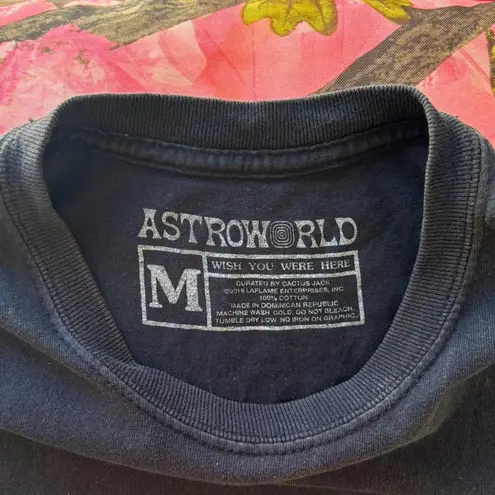 ASTROWORLD
M
WISH YOU WERE HERE
CURATED BY CACTUS JACK
©2018 LAFLAME ENTERPRISES, INC
100% COTTON
MADE IN DOMINICAN REPUBLIC
MACHINE WASH COLD. DO NOT BLEACH.
TUMBLE DRY LOW. NO IRON ON GRAPHIC.